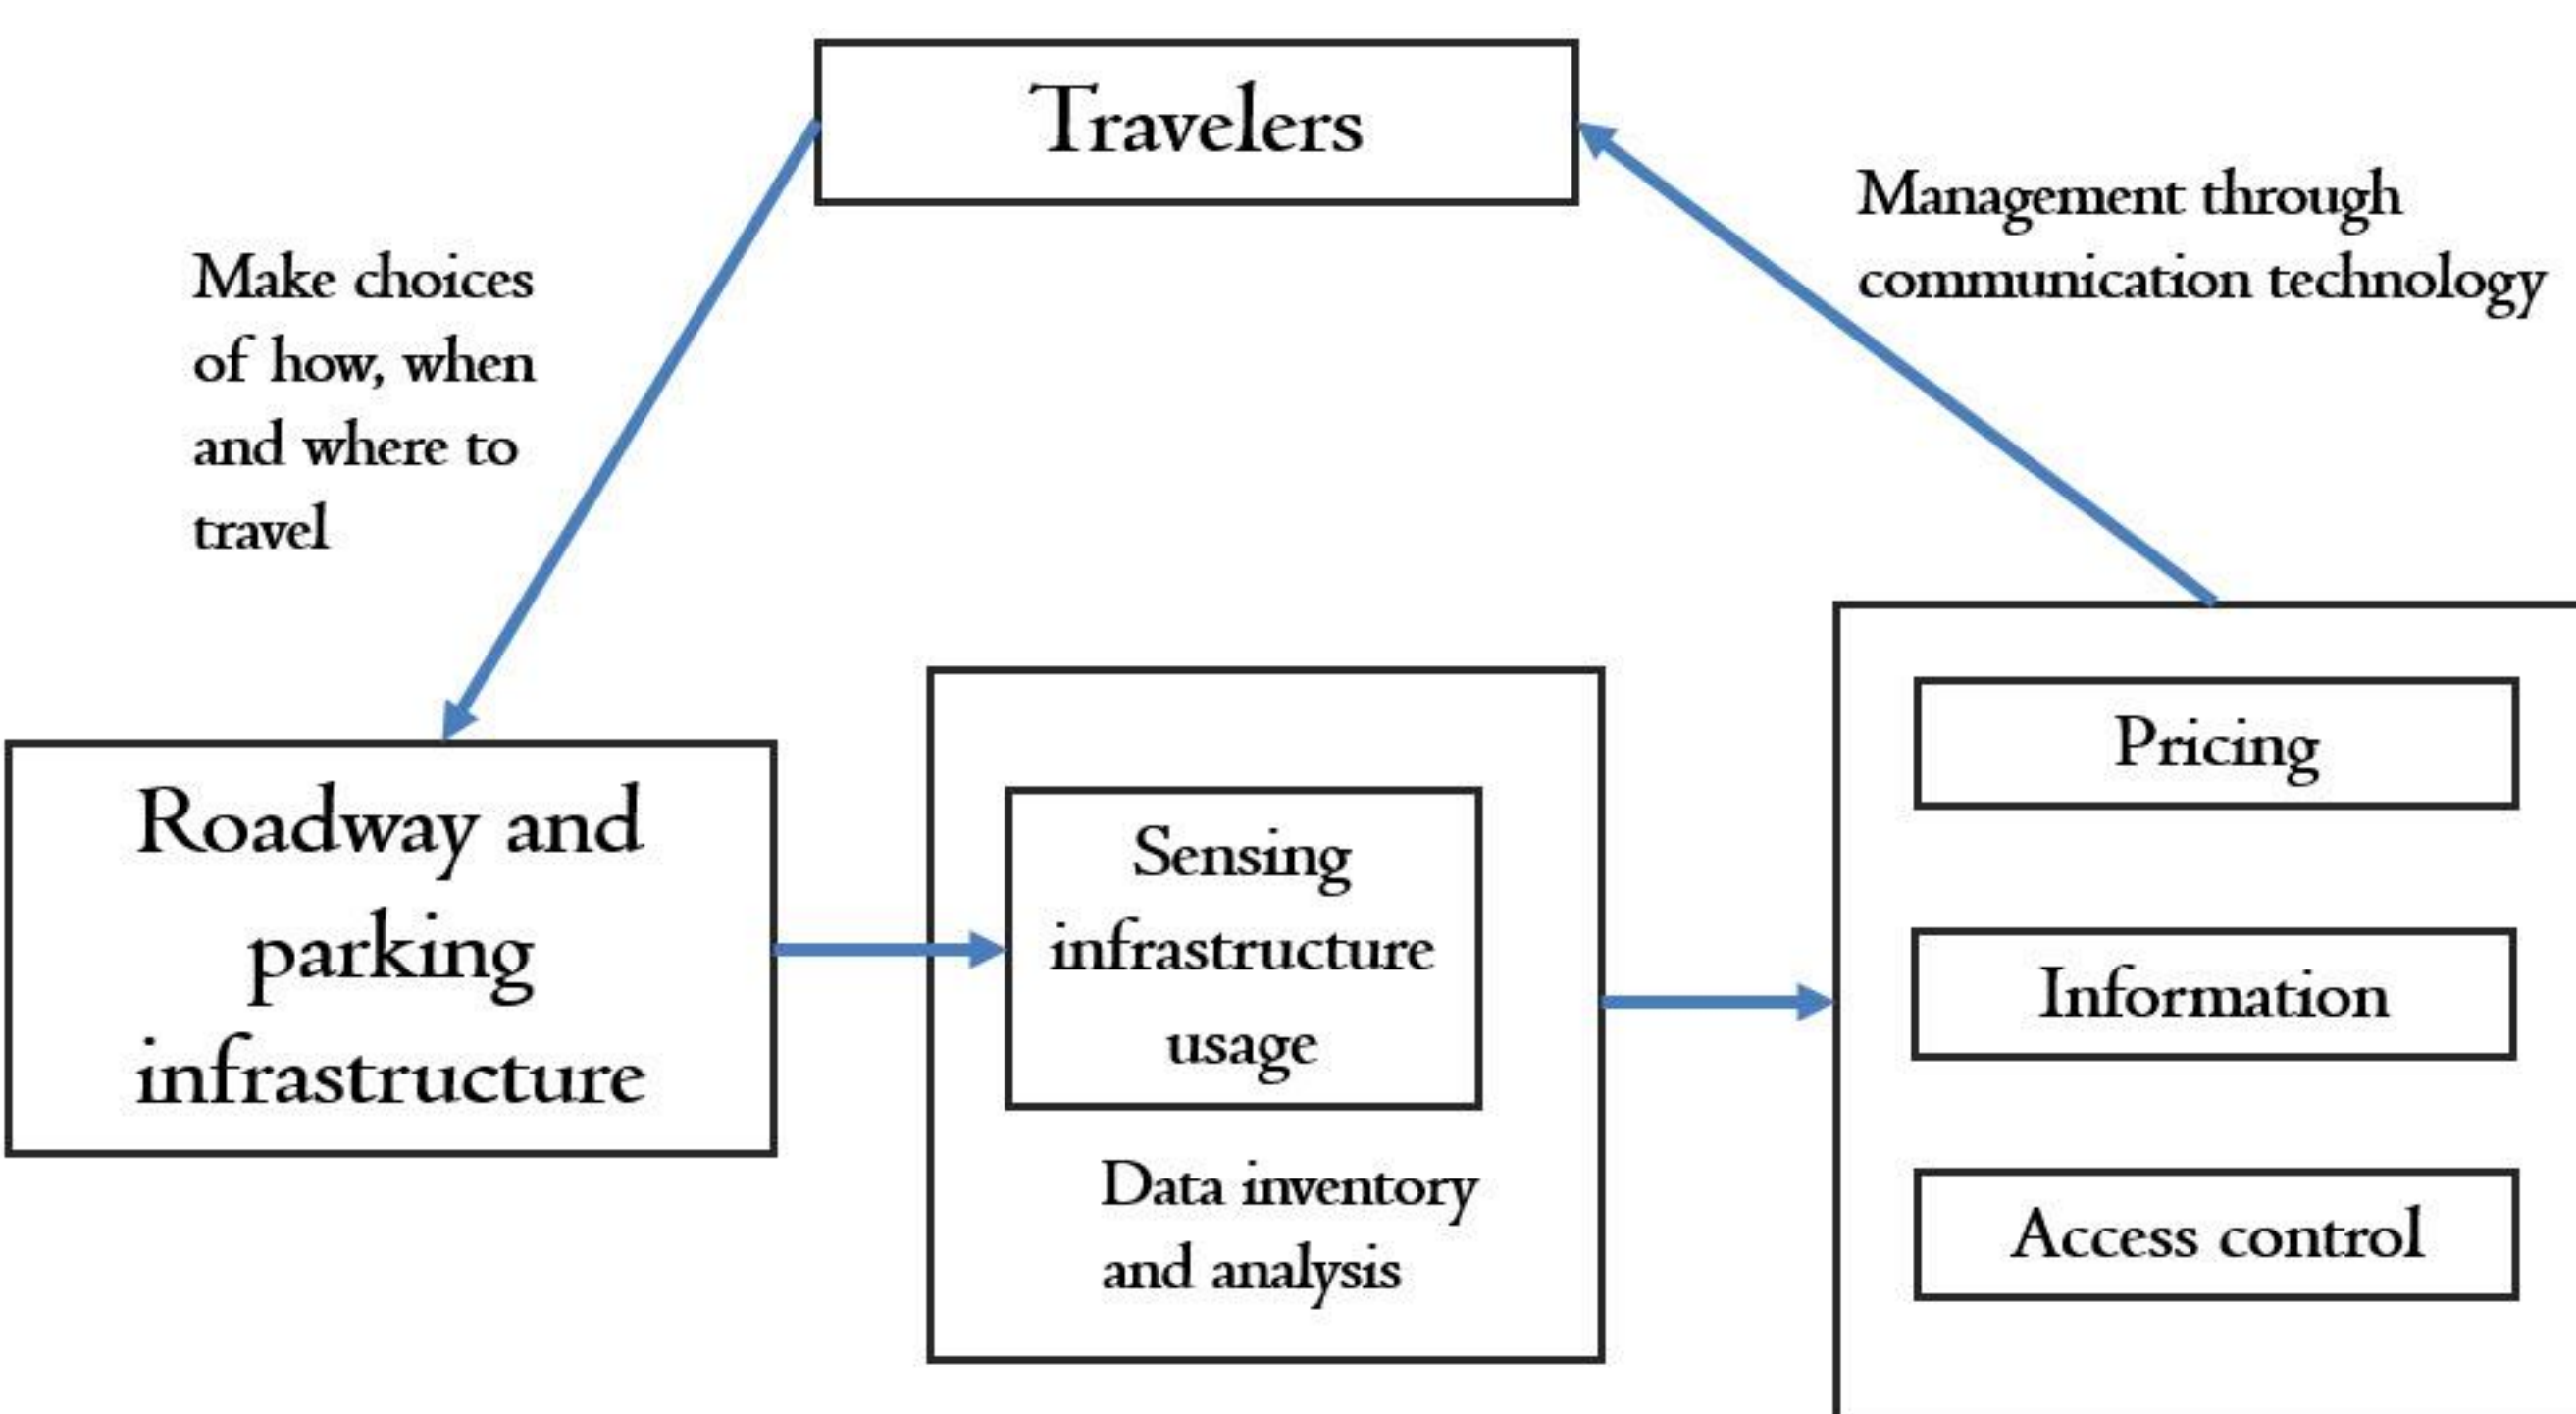 Travelers
Management through
communication technology
Make choices
of how, when
and where to
travel
Roadway and
parking
infrastructure
Sensing
infrastructure
usage
Data inventory
and analysis
Pricing
Information
Access control